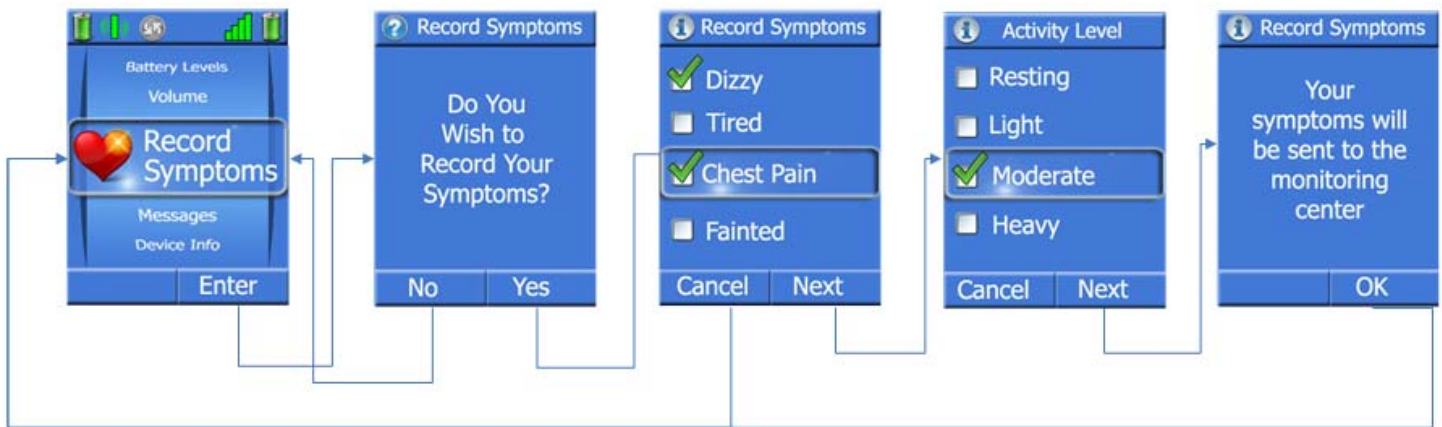 Battery Levels
Volume
Record
Symptoms
Messages
Device Info
Enter
Record Symptoms
Do You
Wish to
Record Your
Symptoms?
No Yes
Record Symptoms
Dizzy
Tired
Chest Pain
Fainted
Cancel Next
Activity Level
Resting
Light
Moderate
Heavy
Cancel Next
Record Symptoms
Your
symptoms will
be sent to the
monitoring
center
OK